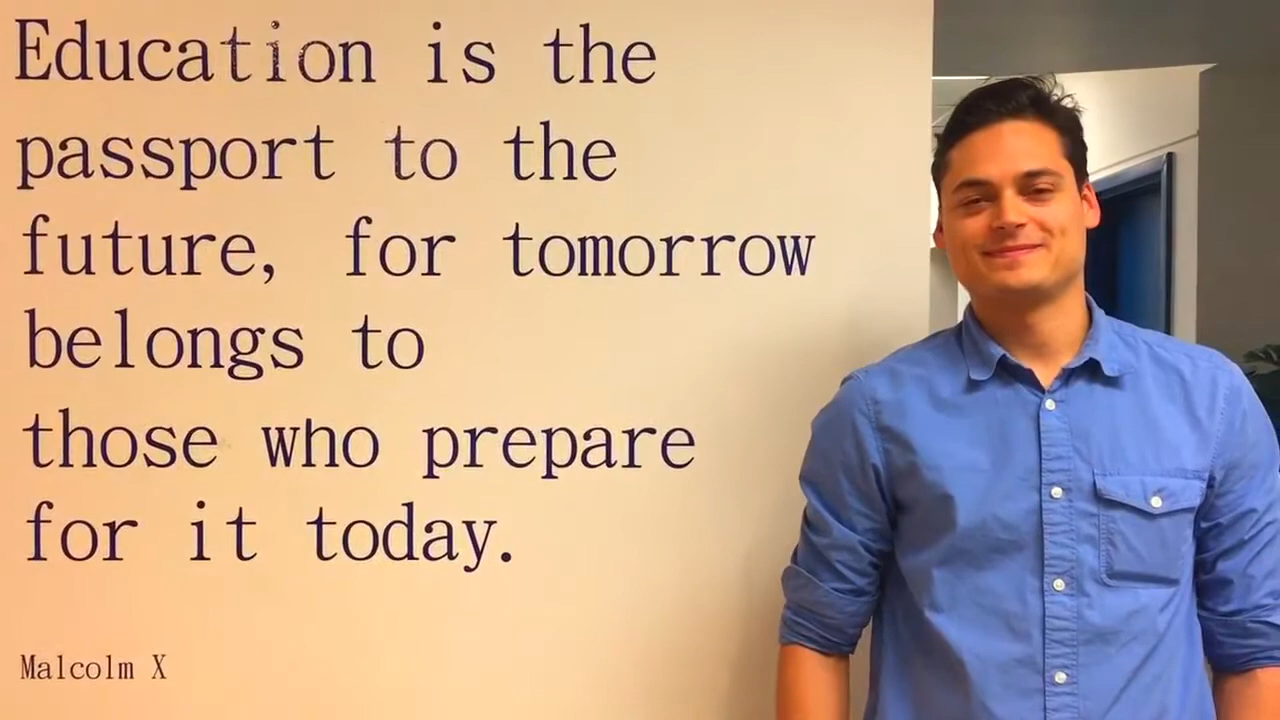 Education is the
passport to the
future, for tomorrow
belongs to
those who prepare
for it today.
Malcolm X